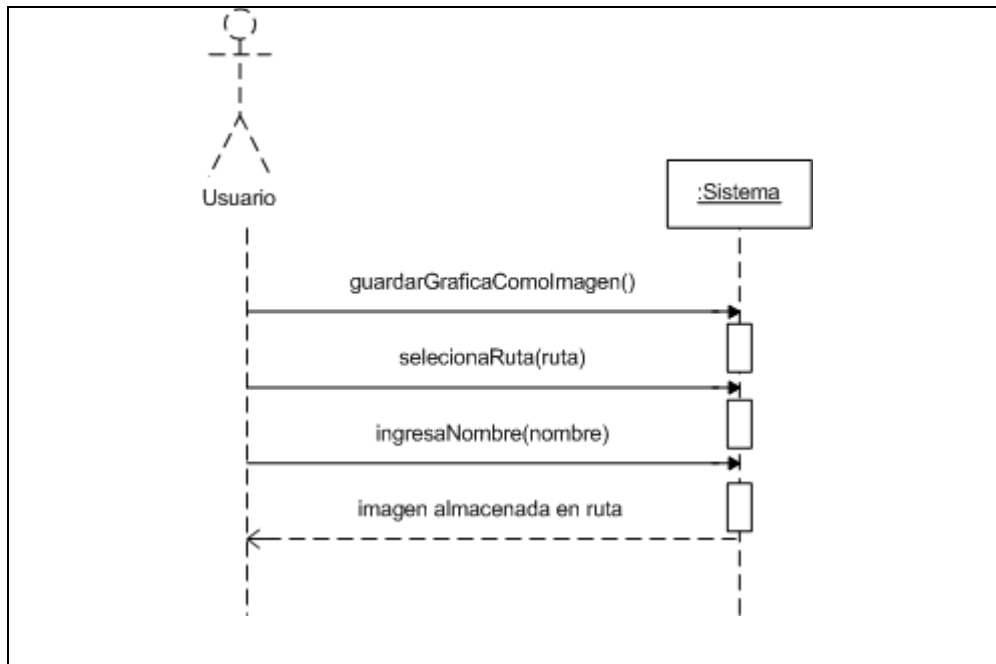 Usuario
:Sistema
guardarGraficaComoImagen()
selecionaRuta(ruta)
ingresaNombre(nombre)
imagen almacenada en ruta